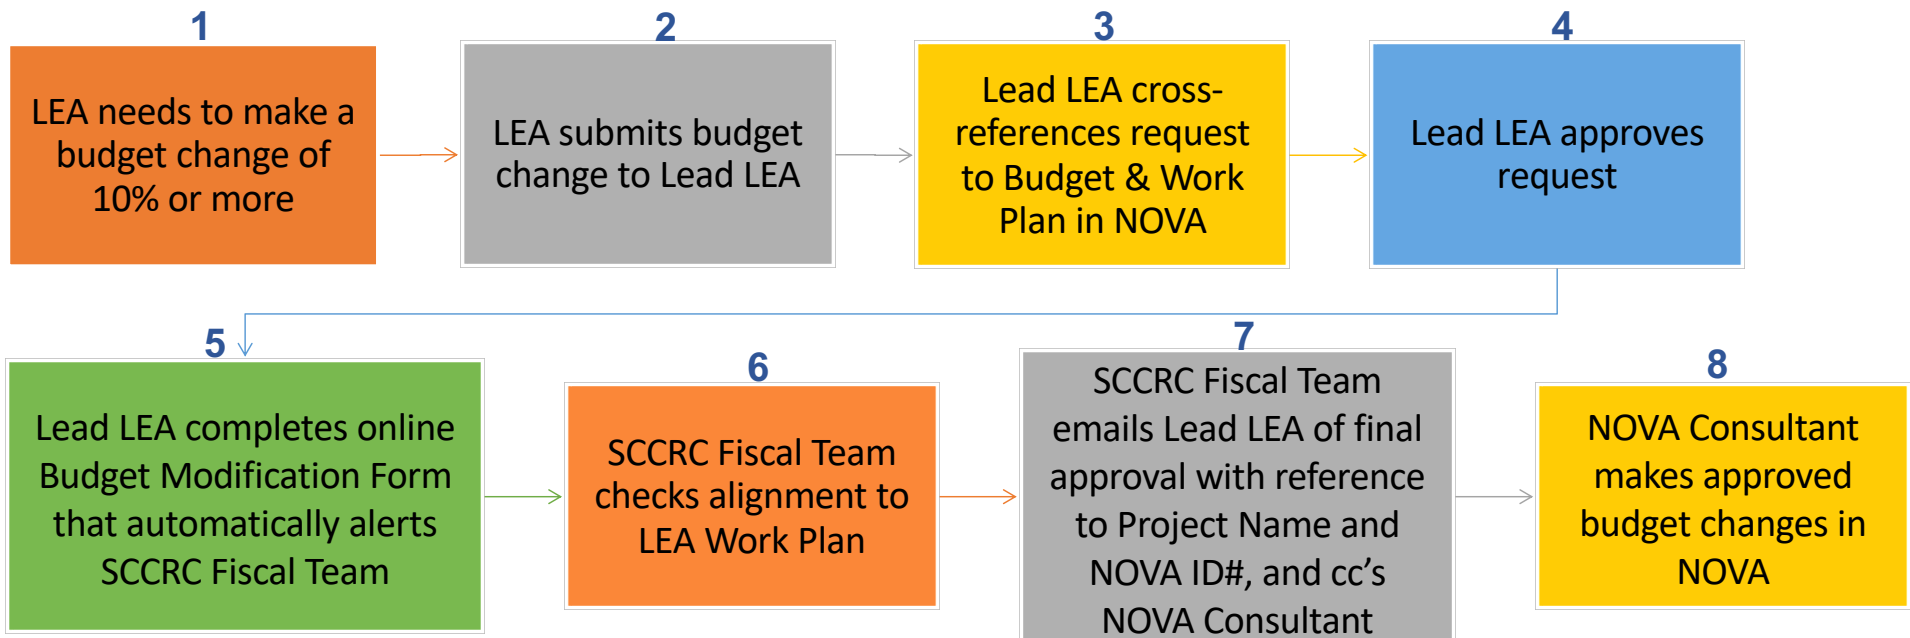 1
LEA needs to make a
budget change of
10% or more
2
LEA submits budget
change to Lead LEA
3
Lead LEA cross-
references request
to Budget & Work
Plan in NOVA
4
Lead LEA approves
request
5
Lead LEA completes online
Budget Modification Form
that automatically alerts
SCCRC Fiscal Team
6
SCCRC Fiscal Team
checks alignment to
LEA Work Plan
7
SCCRC Fiscal Team
emails Lead LEA of final
approval with reference
to Project Name and
NOVA ID#, and cc’s
NOVA Consultant
8
NOVA Consultant
makes approved
budget changes in
NOVA